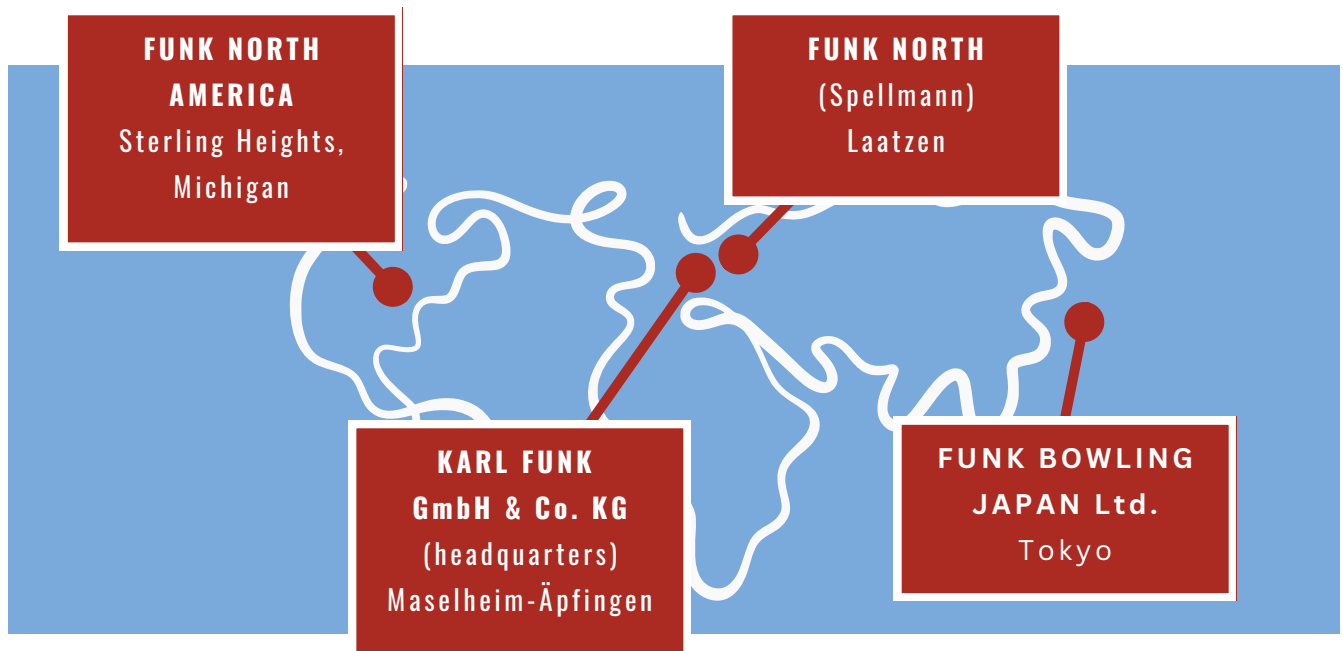 FUNK NORTH
AMERICA
Sterling Heights,
Michigan
FUNK NORTH
(Spellmann)
Laatzen
KARL FUNK
GmbH & Co. KG
(headquarters)
Maselheim-Äpfingen
FUNK BOWLING
JAPAN Ltd.
Tokyo